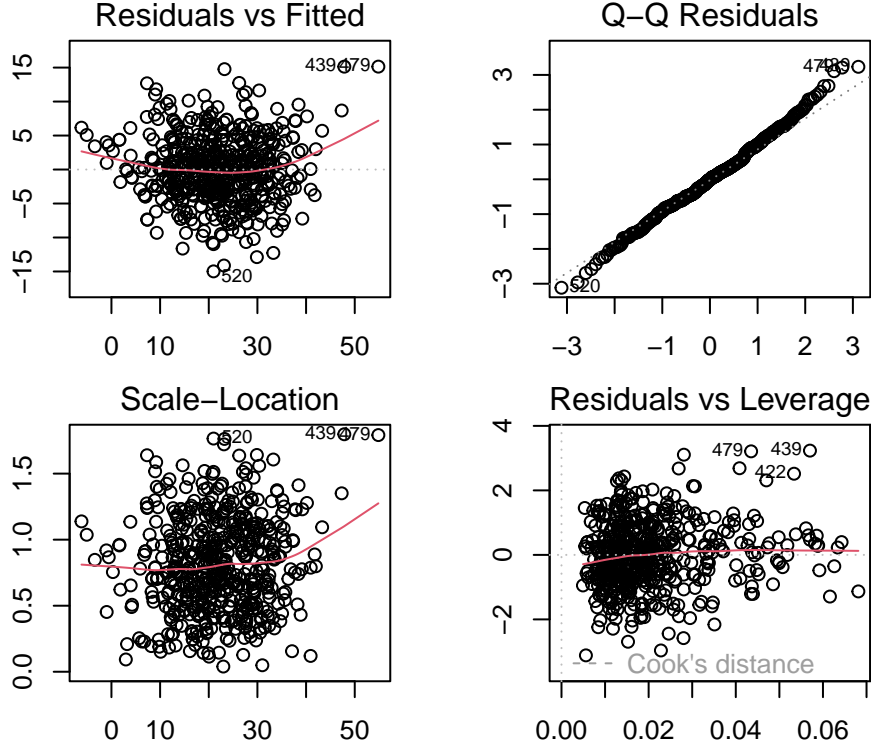 Residuals vs Fitted
15
5
−5
−15
439
479
520
0 10 30 50
Q−Q Residuals
3
1
−1
−3
520
−3 −1 0 1 2 3
Scale−Location
1.5
1.0
0.5
0.0
520
439
479
0 10 30 50
Residuals vs Leverage
4
2
0
−2
479
439
422
Cook's distance
0.00 0.02 0.04 0.06